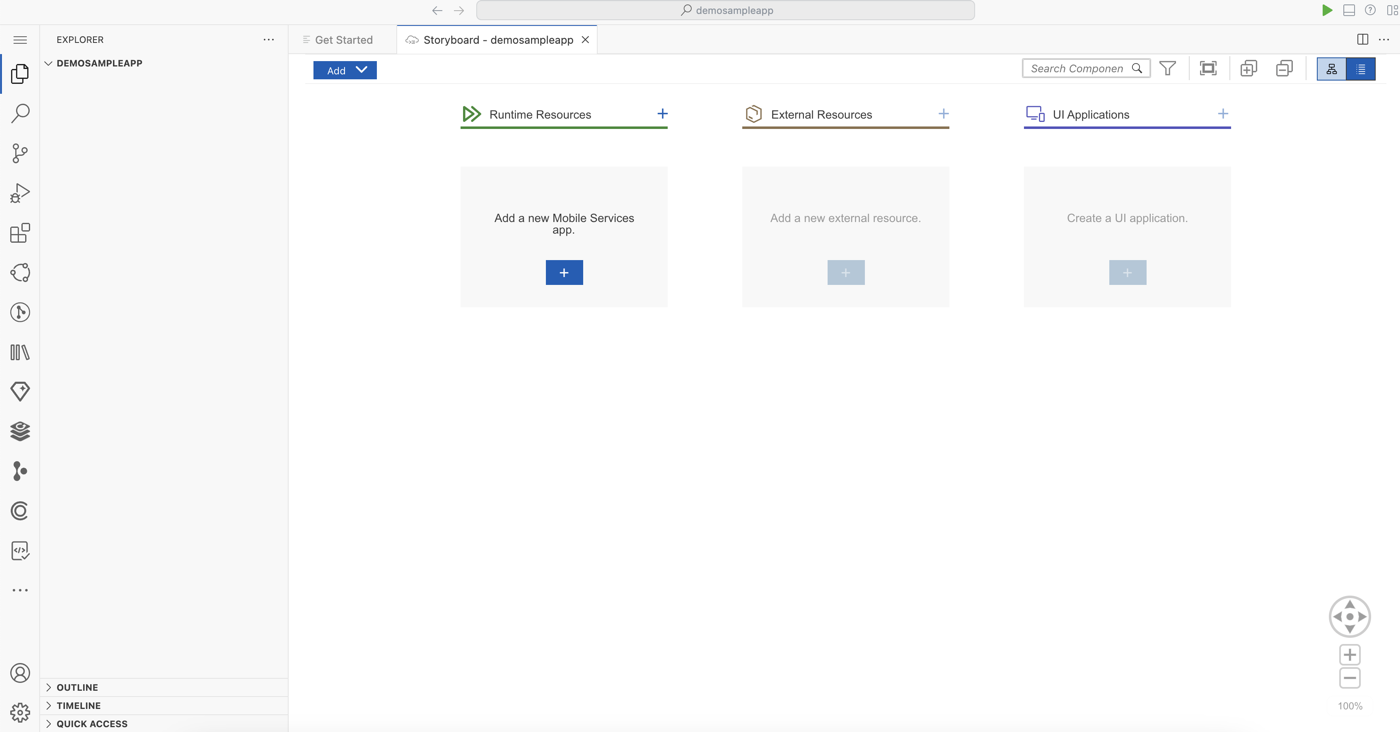 demosampleapp
EXPLORER
DEMOSAMPLEAPP
Get Started
Storyboard - demosampleapp
Add
Search Componen
Runtime Resources
External Resources
UI Applications
Add a new Mobile Services
app.
Add a new external resource.
Create a UI application.
OUTLINE
TIMELINE
QUICK ACCESS
100%